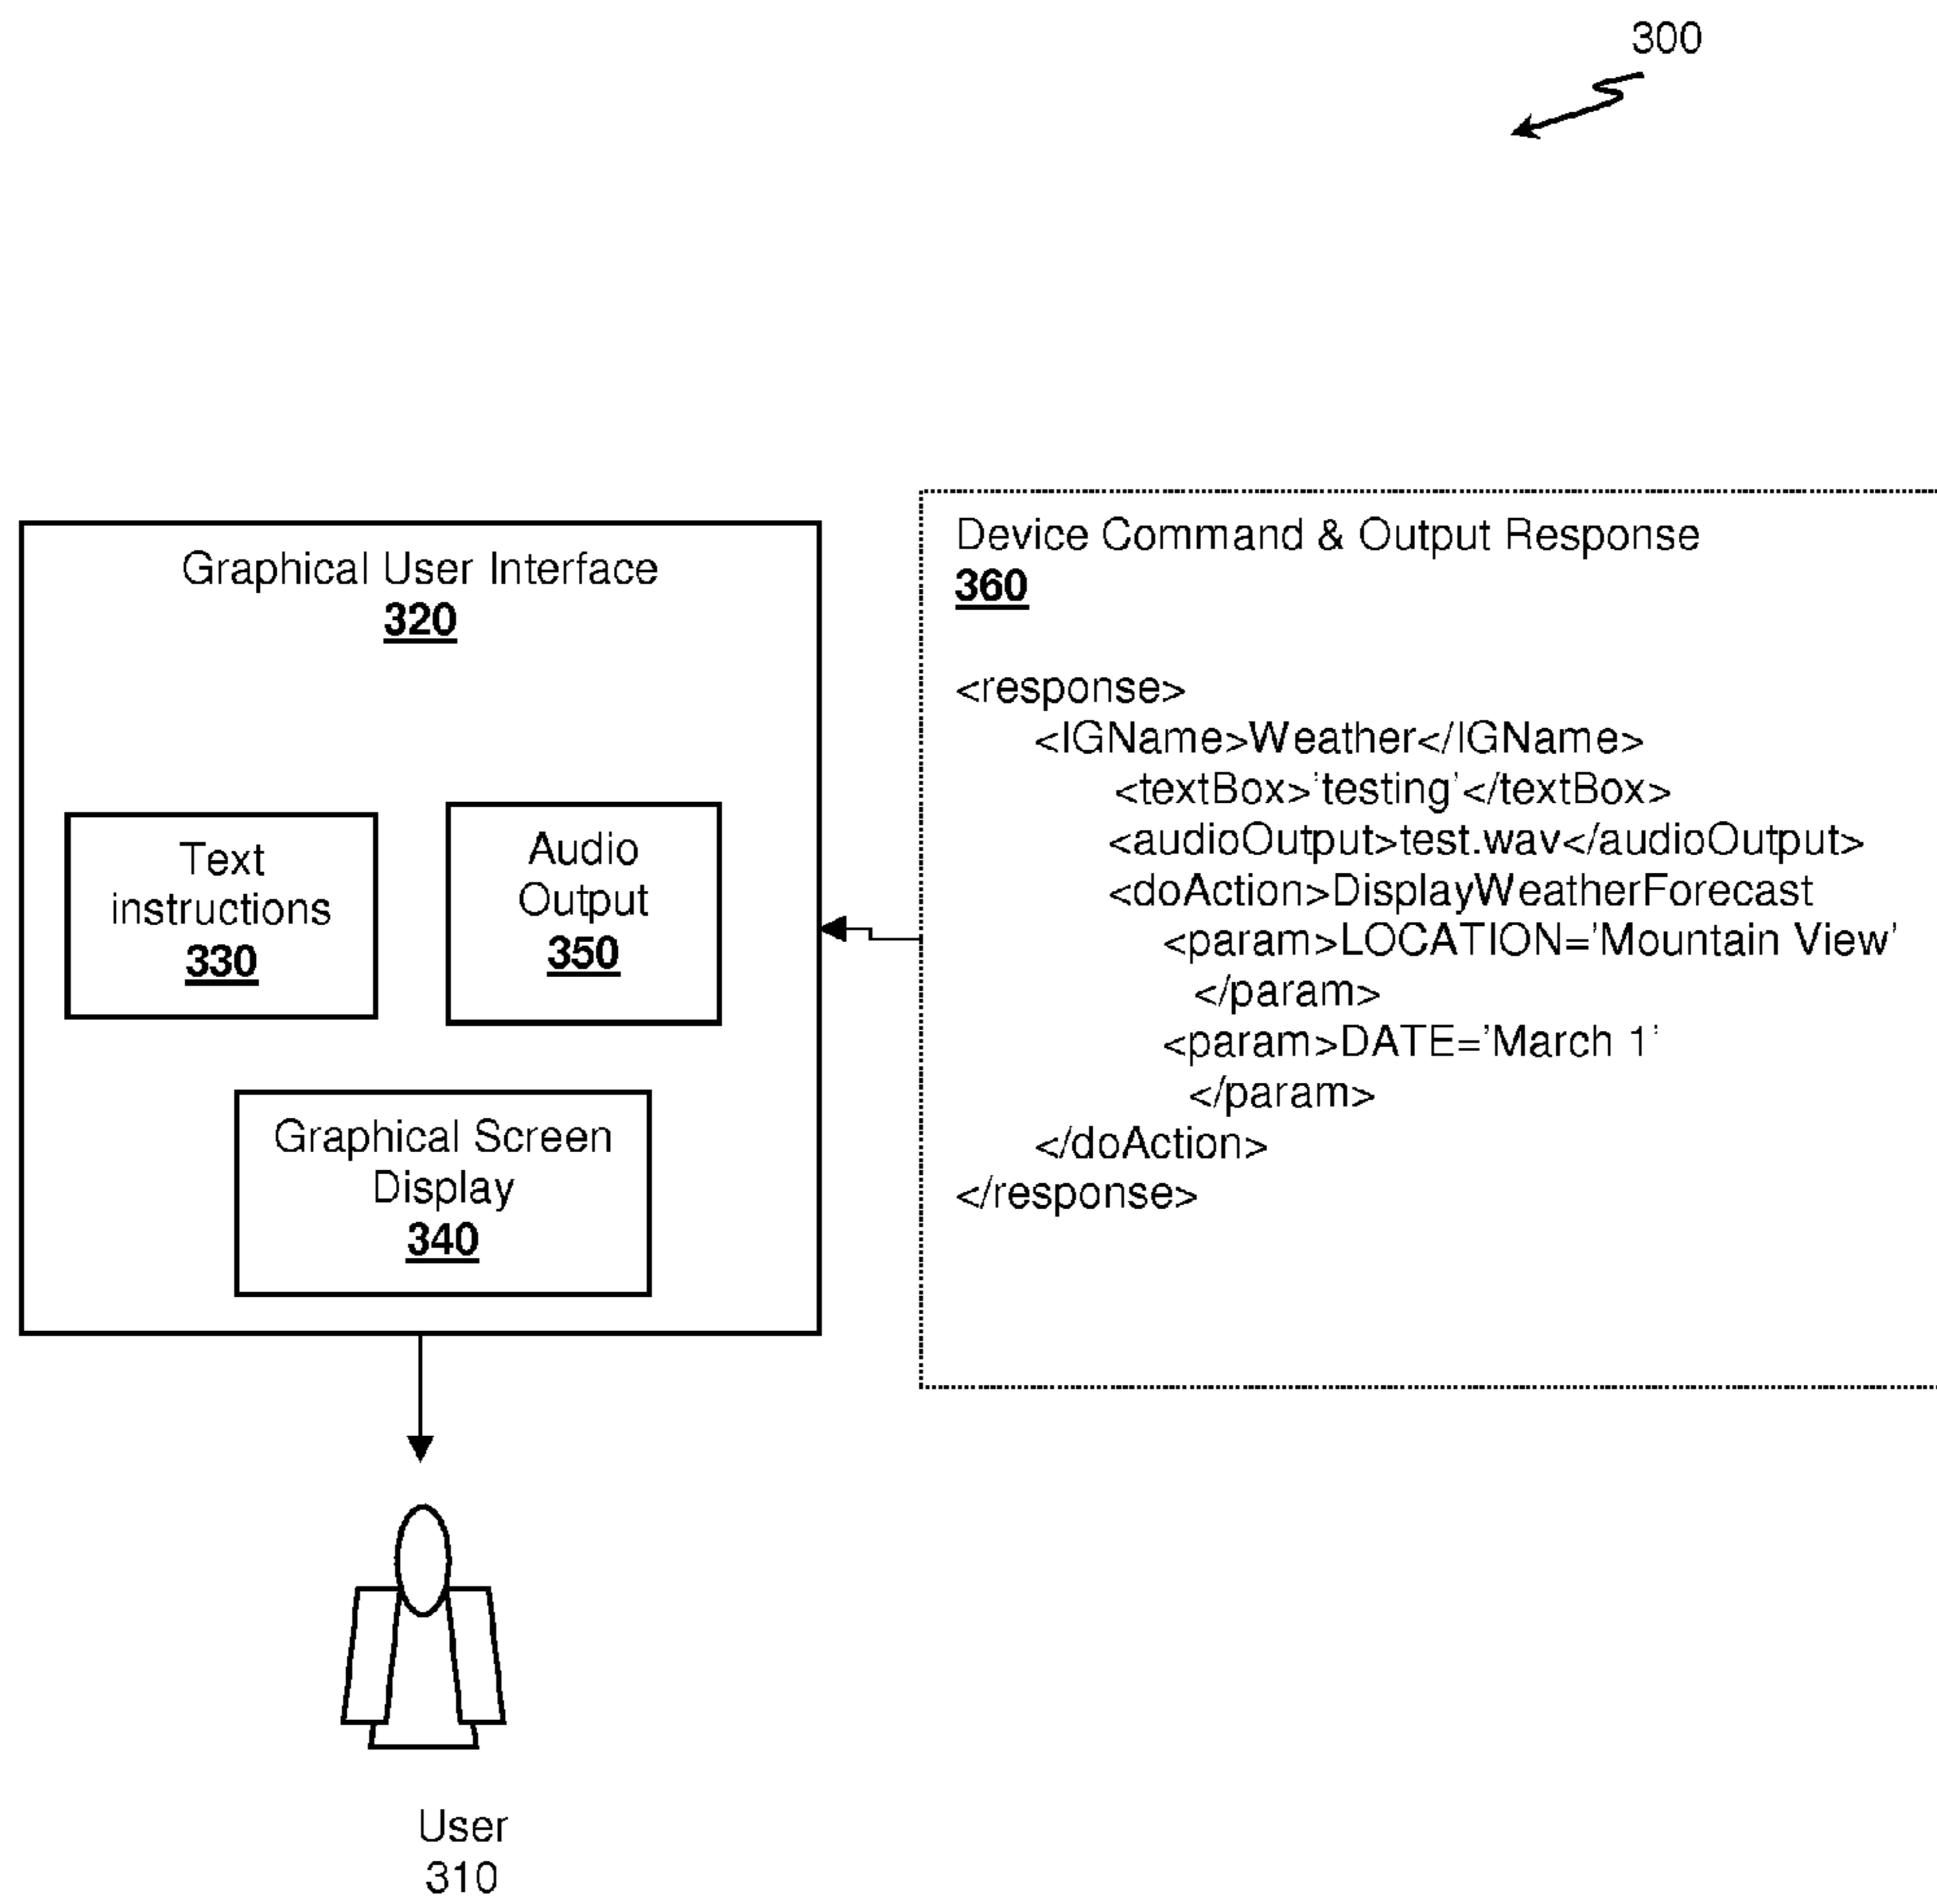 300
Graphical User Interface
320
Text
instructions
330
Audio
Output
350
Graphical Screen
Display
340
Device Command & Output Response
360
<response>
<IGName>Weather</IGName>
<textBox>'testing'</textBox>
<audioOutput>test.wav</audioOutput>
<doAction>DisplayWeatherForecast
<param>LOCATION='Mountain View'
</param>
<param>DATE='March 1'
</param>
</doAction>
</response>
User
310